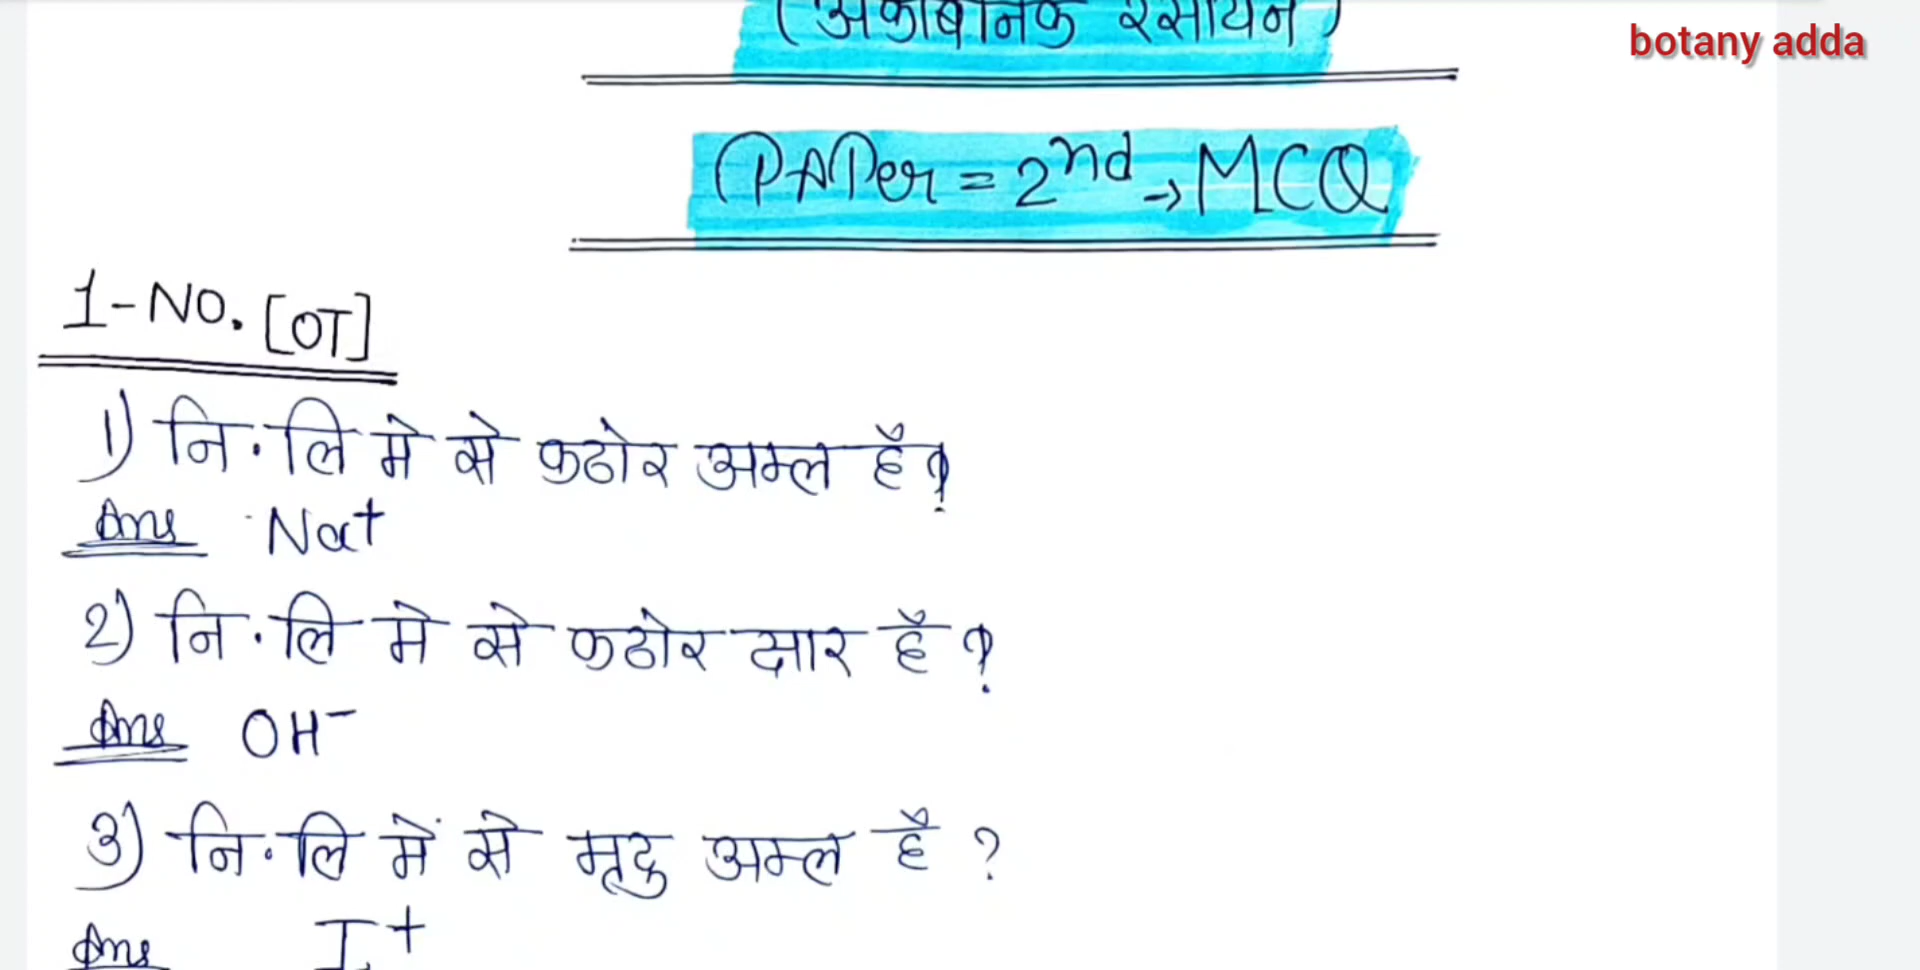 (अकार्बनिक रसायन)
botany adda
PAPer = 2nd → MCQ
1-NO. [OT]
1) नि.लि मे से कठोर अम्ल है?
Ans Na+
2) नि.लि मे से कठोर क्षार है?
Ans OH-
3) नि.लि में से मृदु अम्ल है ?
Ans I+